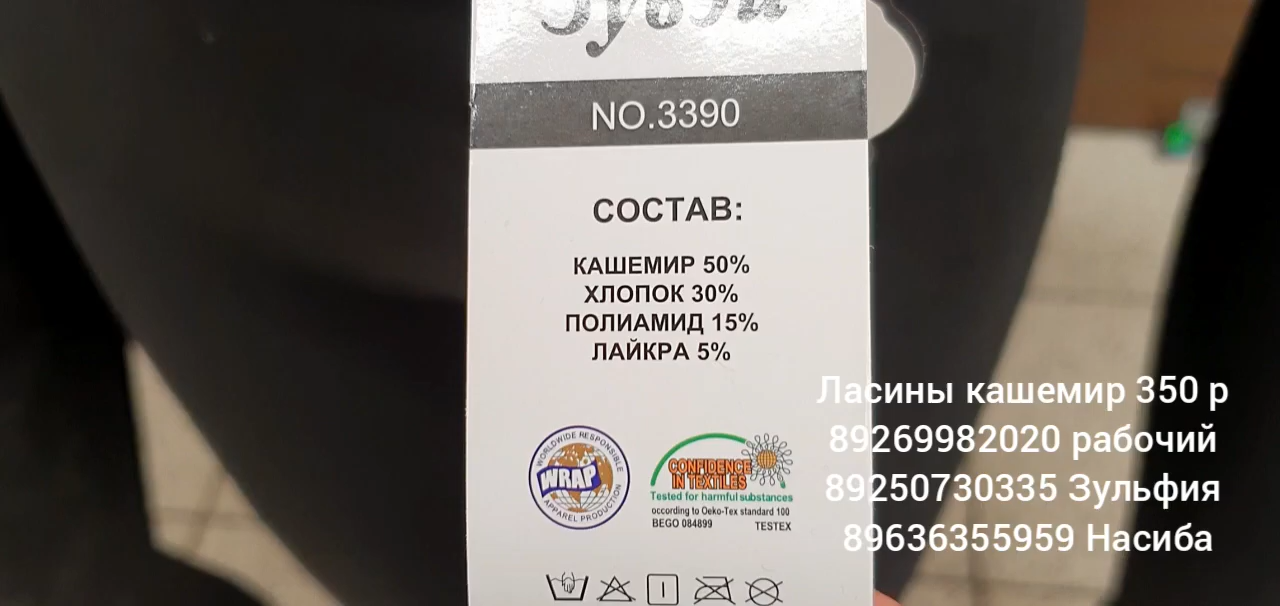 NO.3390
СОСТАВ:
КАШЕМИР 50%
ХЛОПОК 30%
ПОЛИАМИД 15%
ЛАЙКРА 5%
WORLDWIDE RESPONSIBLE
WRAP
APPAREL PRODUCTION
CONFIDENCE
IN TEXTILES
Tested for harmful substances
occording to Oeko-Tex standard 100
BEGO 084899 TESTEX
Ласины кашемир 350 р
89269982020 рабочий
89250730335 Зульфия
89636355959 Насиба